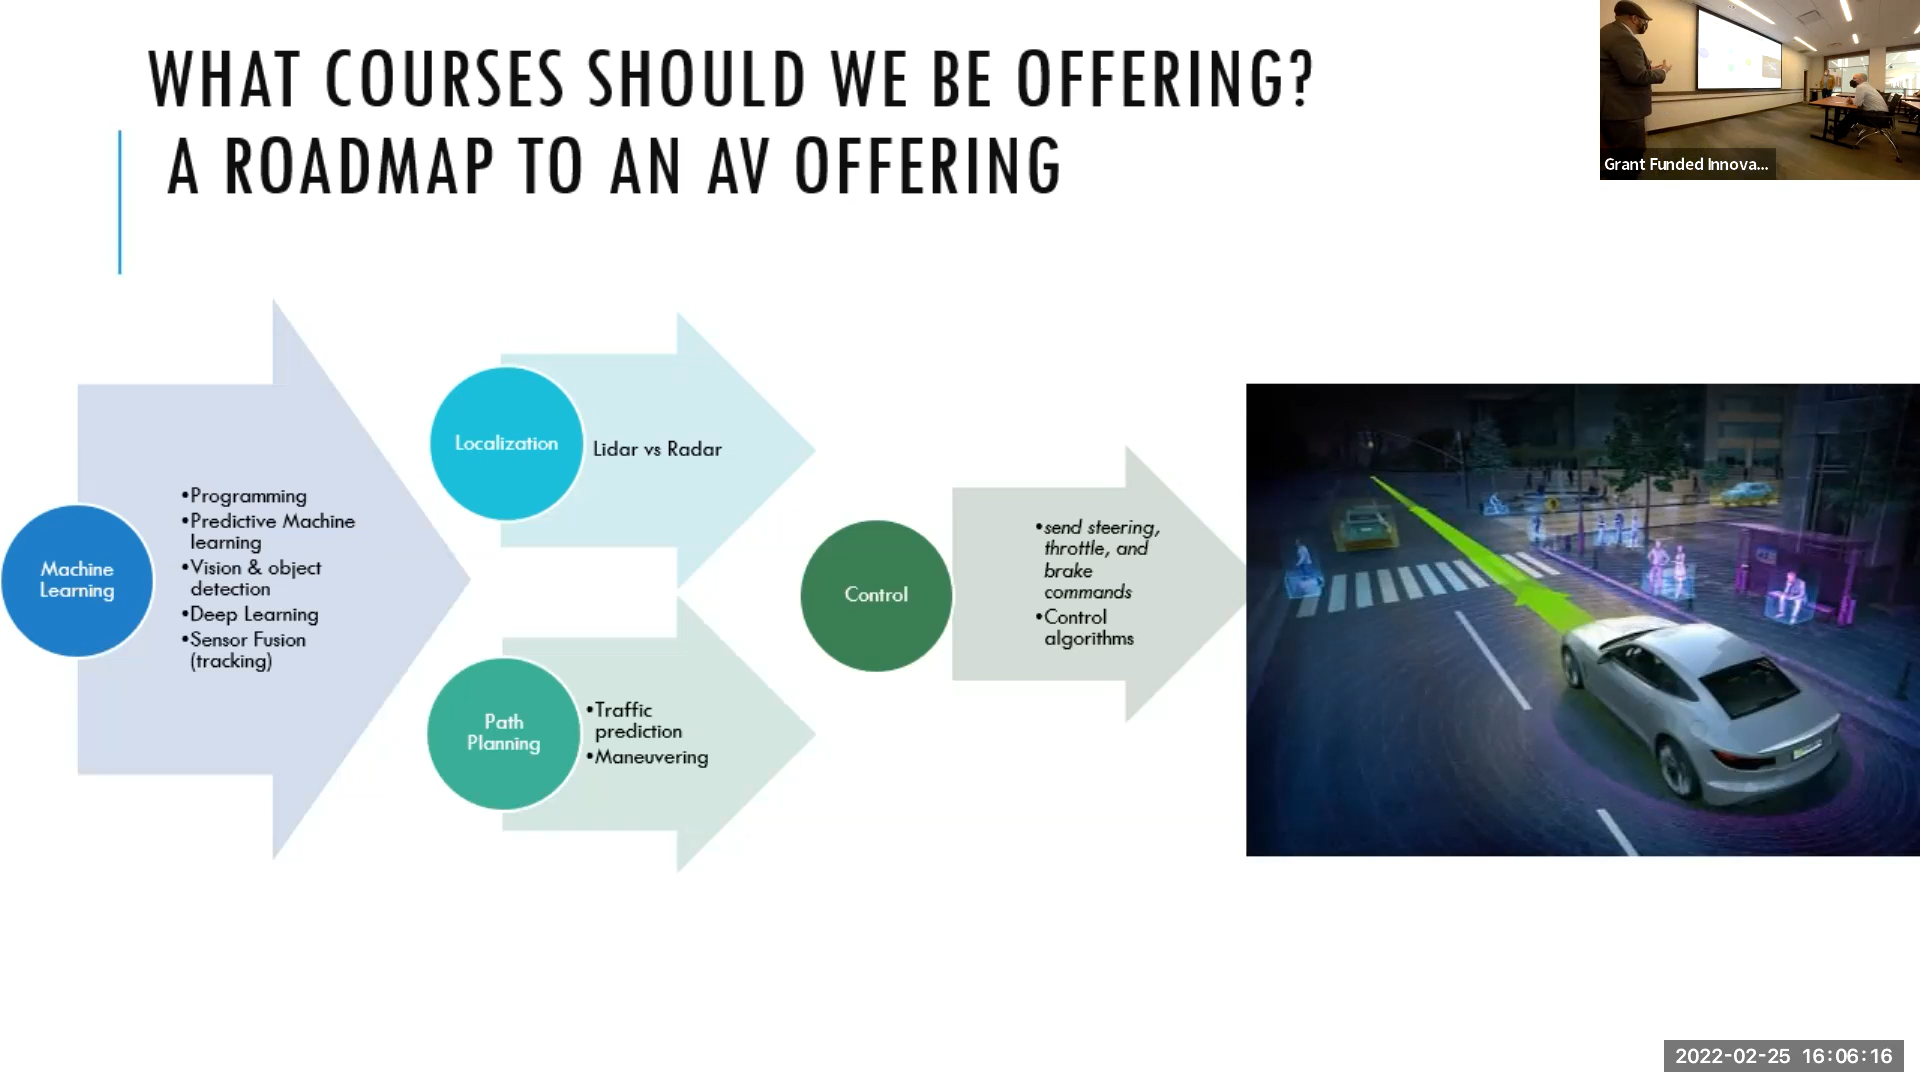 WHAT COURSES SHOULD WE BE OFFERING?
A ROADMAP TO AN AV OFFERING
Grant Funded Innova...
Machine
Learning
•Programming
•Predictive Machine
learning
•Vision & object
detection
•Deep Learning
•Sensor Fusion
(tracking)
Localization
Lidar vs Radar
Path
Planning
•Traffic
prediction
•Maneuvering
Control
•send steering,
throttle, and
brake
commands
•Control
algorithms
2022-02-25 16:06:16